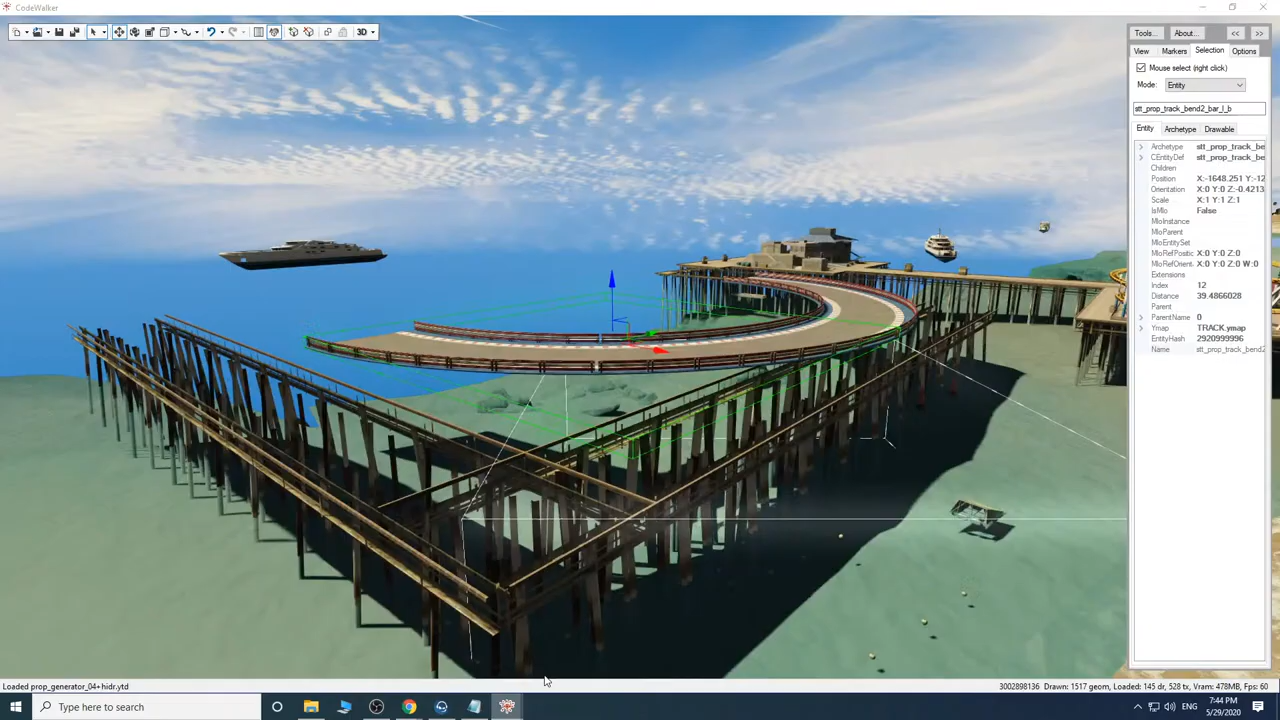 CodeWalker
3D
Tools... About... << >>
View Markers Selection Options
Mouse select (right click)
Mode: Entity
stt_prop_track_bend2_bar_l_b
Entity Archetype Drawable
Archetype stt_prop_track_be
CEntityDef stt_prop_track_be
Children
Position X:-1648.251 Y:-12
Orientation X:0 Y:0 Z:-0.4213
Scale X:1 Y:1 Z:1
IsMlo False
MloInstance
MloParent
MloEntitySet
MloRefPosition X:0 Y:0 Z:0
MloRefOrient X:0 Y:0 Z:0 W:0
Extensions
Index 12
Distance 39.4866028
Parent
ParentName 0
Ymap TRACK.ymap
EntityHash 2920999996
Name stt_prop_track_bend2
Loaded prop_generator_04+hidr.ytd
3002898136 Drawn: 1517 geom, Loaded: 145 dr, 528 tx, Vram: 478MB, Fps: 60
Type here to search
ENG
7:44 PM
5/29/2020